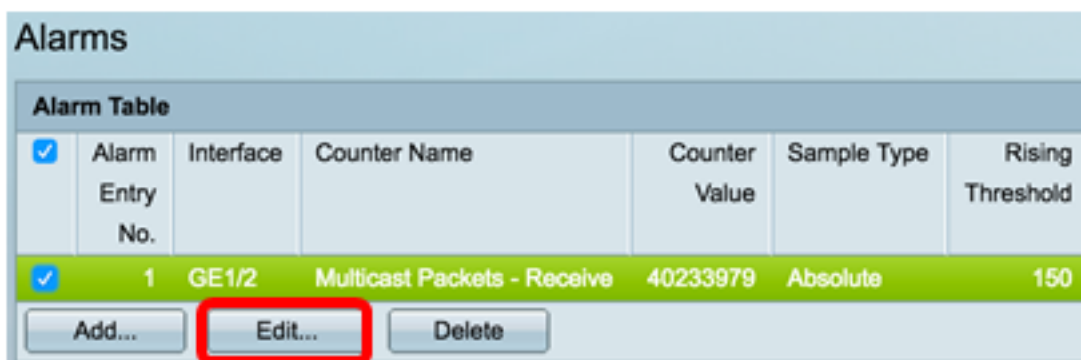 Alarms
Alarm Table
Alarm Entry No. Interface Counter Name Counter Value Sample Type Rising Threshold
1 GE1/2 Multicast Packets - Receive 40233979 Absolute 150
Add... Edit... Delete